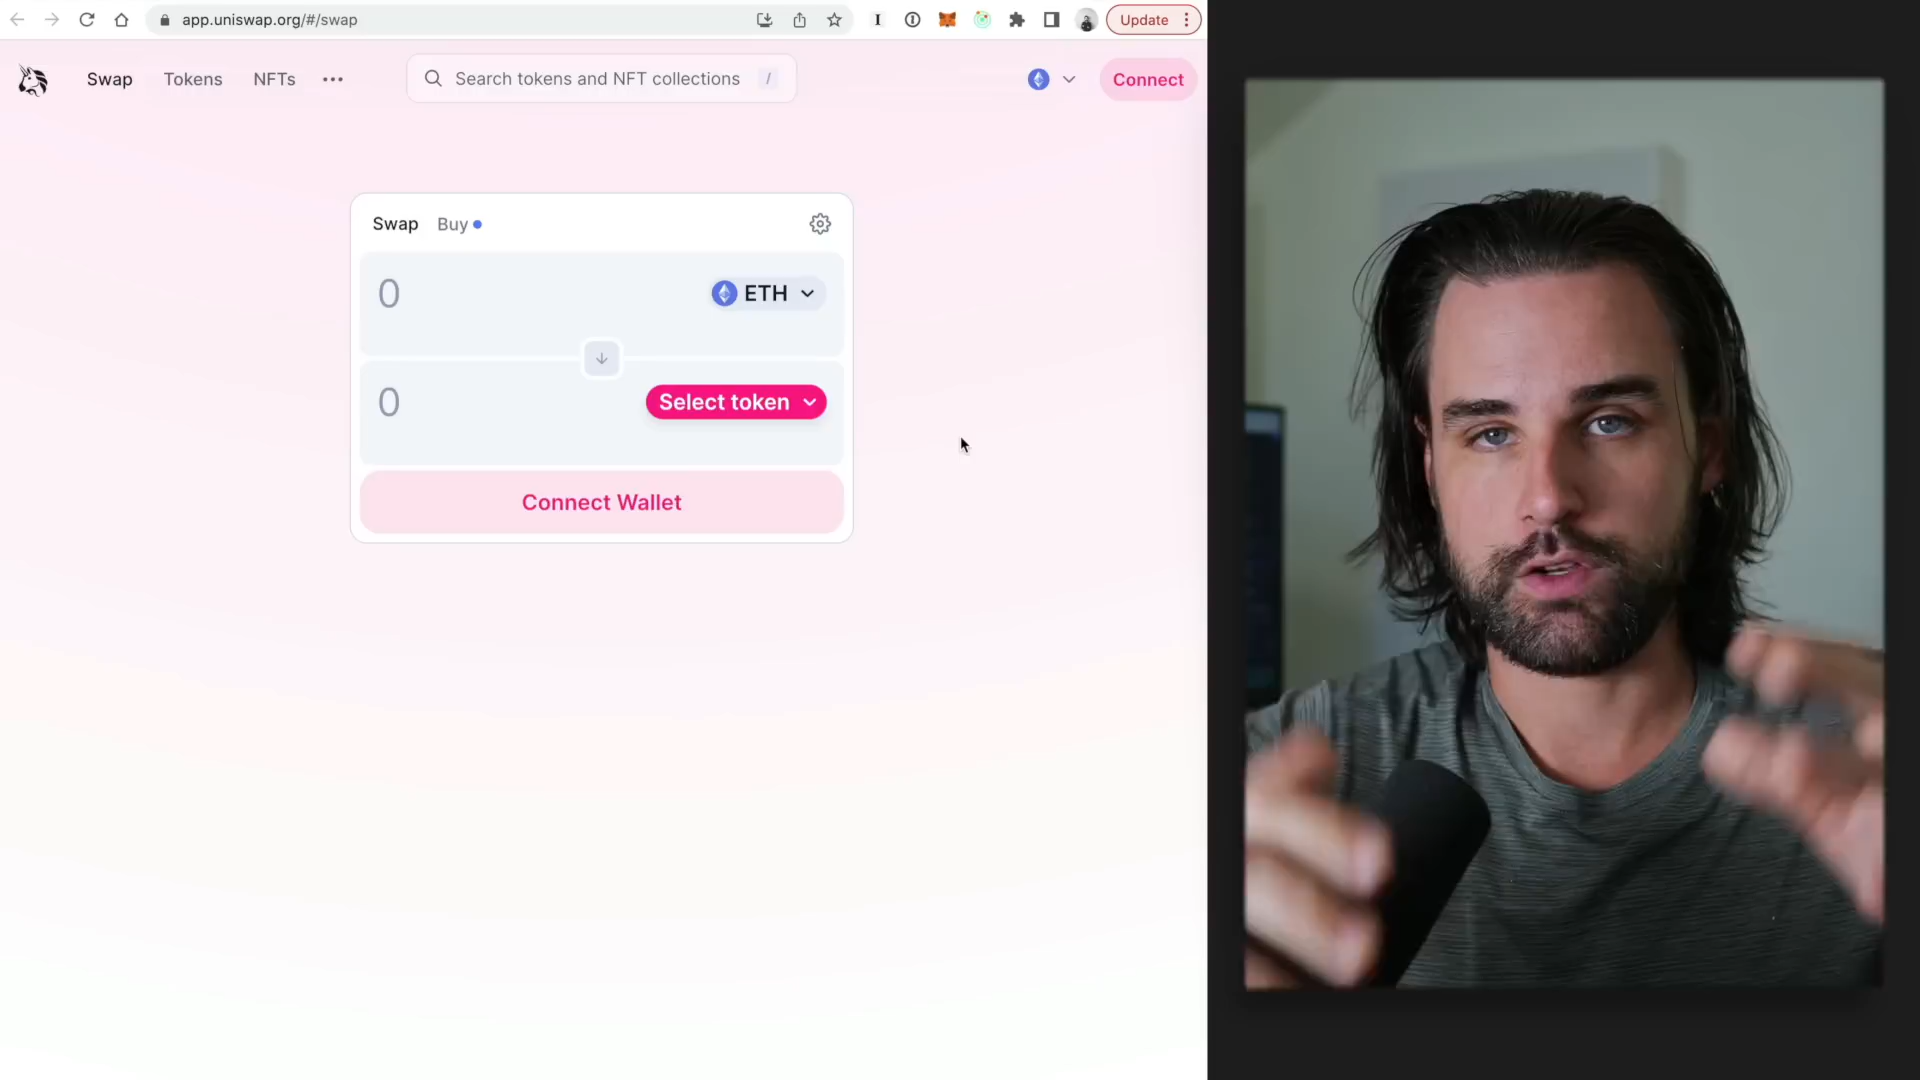 app.uniswap.org/#/swap
Update
Swap Tokens NFTs
Search tokens and NFT collections /
Connect
Swap Buy
0 ETH
0 Select token
Connect Wallet